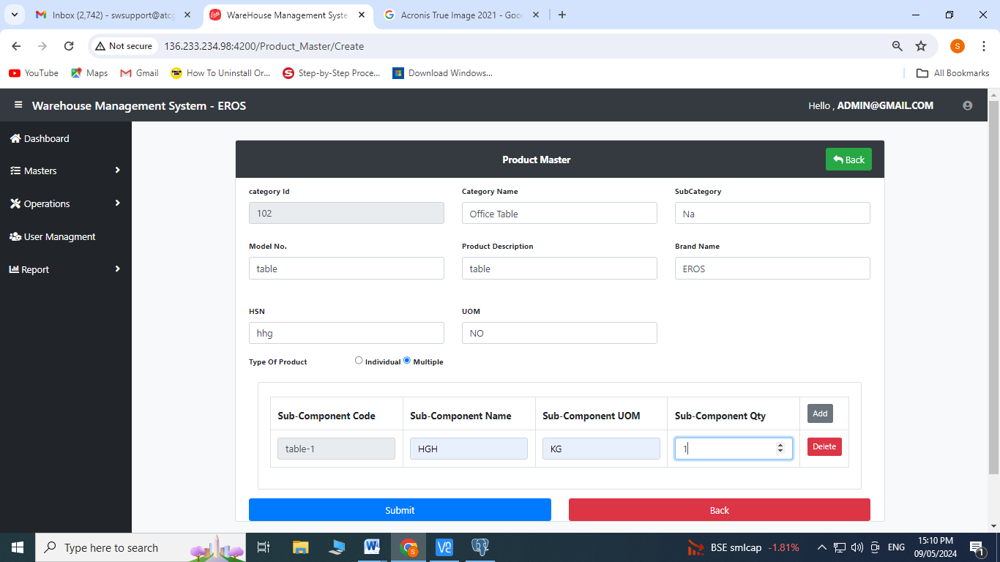 Inbox (2,742) - swsupport@atcg
WareHouse Management Syste
Acronis True Image 2021 - Goo
Not secure
136.233.234.98:4200/Product_Master/Create
S
YouTube
Maps
Gmail
How To Uninstall Or...
Step-by-Step Proce...
Download Windows...
All Bookmarks
Warehouse Management System - EROS
Hello , ADMIN@GMAIL.COM
Dashboard
Masters
Operations
User Managment
Report
Product Master
Back
category Id
Category Name
SubCategory
102
Office Table
Na
Model No.
Product Description
Brand Name
table
table
EROS
HSN
UOM
hhg
NO
Type Of Product
Individual
Multiple
Sub-Component Code
Sub-Component Name
Sub-Component UOM
Sub-Component Qty
Add
table-1
HGH
KG
1
Delete
Submit
Back
Type here to search
BSE smlcap -1.81%
ENG
15:10 PM
09/05/2024
1